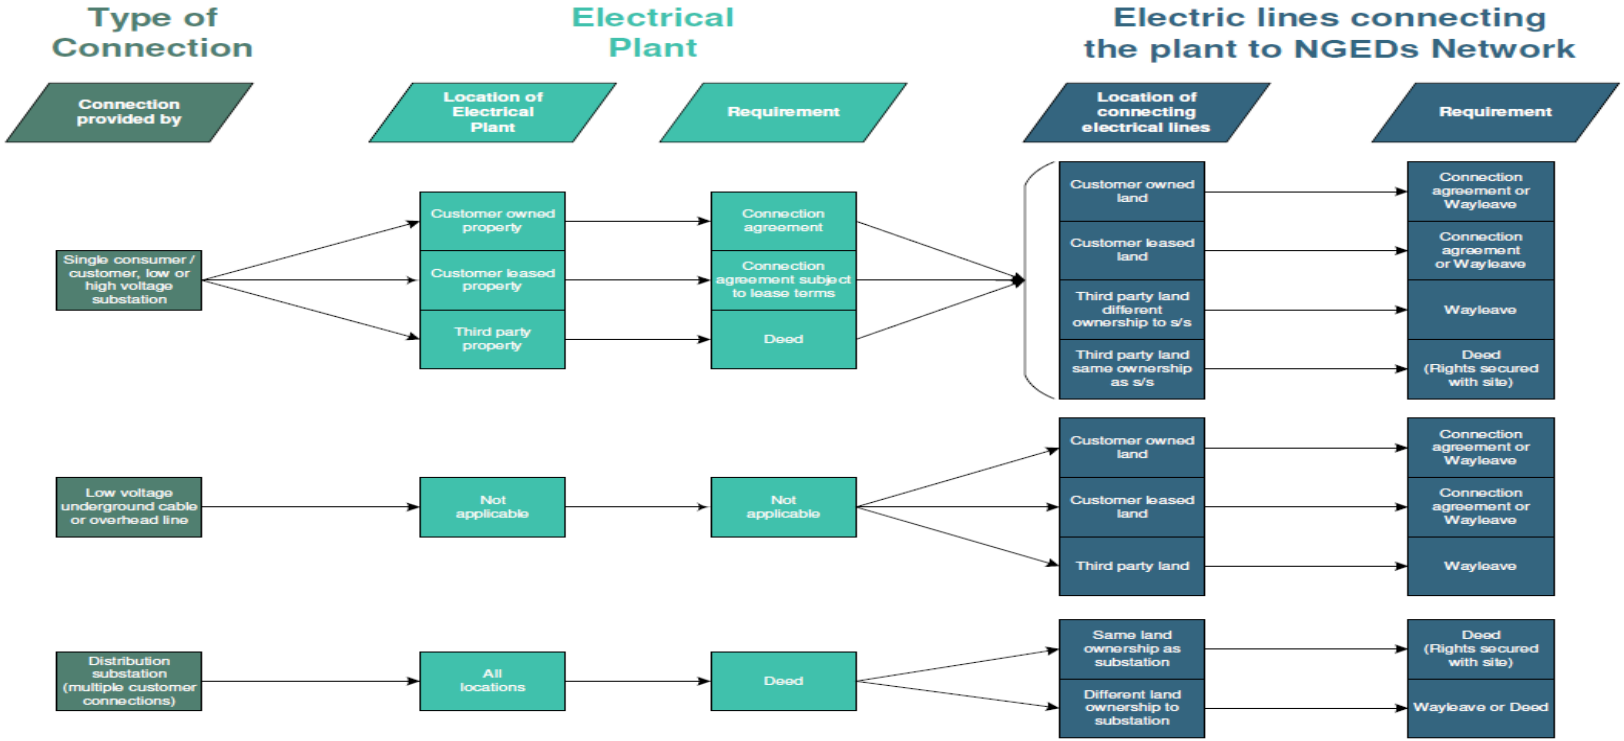 Type of
Connection
Electrical
Plant
Electric lines connecting
the plant to NGEDs Network
Connection
provided by
Location of
Electrical
Plant
Requirement
Location of
connecting
electrical lines
Requirement
Single consumer /
customer, low or
high voltage
substation
Customer owned
property
Connection
agreement
Customer leased
property
Connection
agreement subject
to lease terms
Third party
property
Deed
Customer owned
land
Connection
agreement or
Wayleave
Customer leased
land
Connection
agreement
or Wayleave
Third party land
different
ownership to s/s
Wayleave
Third party land
same ownership
as s/s
Deed
(Rights secured
with site)
Low voltage
underground cable
or overhead line
Not
applicable
Not
applicable
Customer owned
land
Connection
agreement or
Wayleave
Customer leased
land
Connection
agreement or
Wayleave
Third party land
Wayleave
Distribution
substation
(multiple customer
connections)
All
locations
Deed
Same land
ownership as
substation
Deed
(Rights secured
with site)
Different land
ownership to
substation
Wayleave or Deed